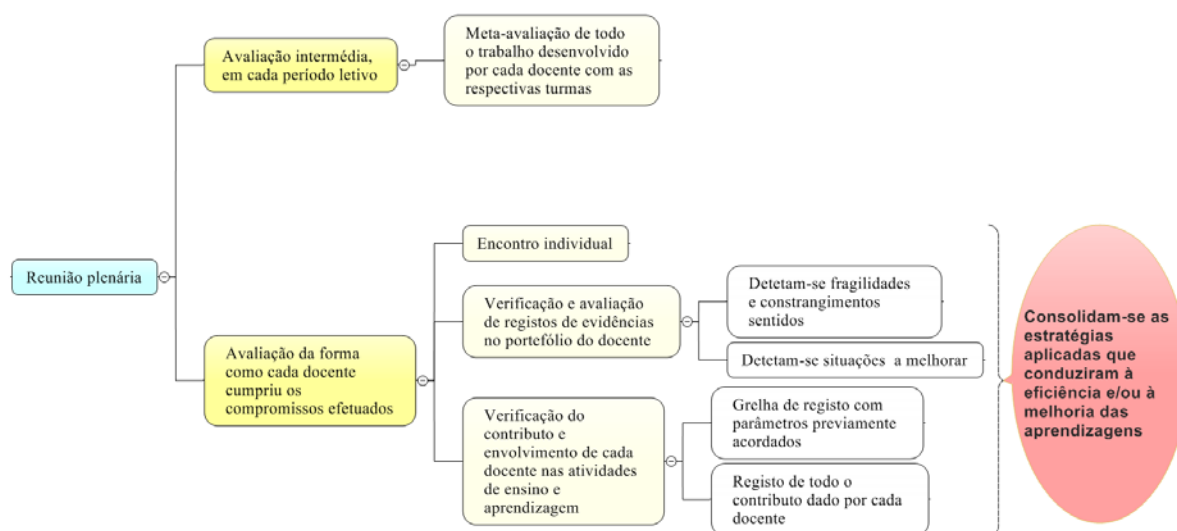 Avaliação intermédia,
em cada período letivo
Meta-avaliação de todo
o trabalho desenvolvido
por cada docente com as
respectivas turmas
Reunião plenária
Avaliação da forma
como cada docente
cumpriu os
compromissos efetuados
Encontro individual
Verificação e avaliação
de registos de evidências
no portefólio do docente
Detetam-se fragilidades
e constrangimentos
sentidos
Detetam-se situações a melhorar
Verificação do
contributo e
envolvimento de cada
docente nas atividades
de ensino e
aprendizagem
Grelha de registo com
parâmetros previamente
acordados
Registo de todo o
contributo dado por cada
docente
Consolidam-se as
estratégias
aplicadas que
conduziram à
eficiência e/ou à
melhoria das
aprendizagens